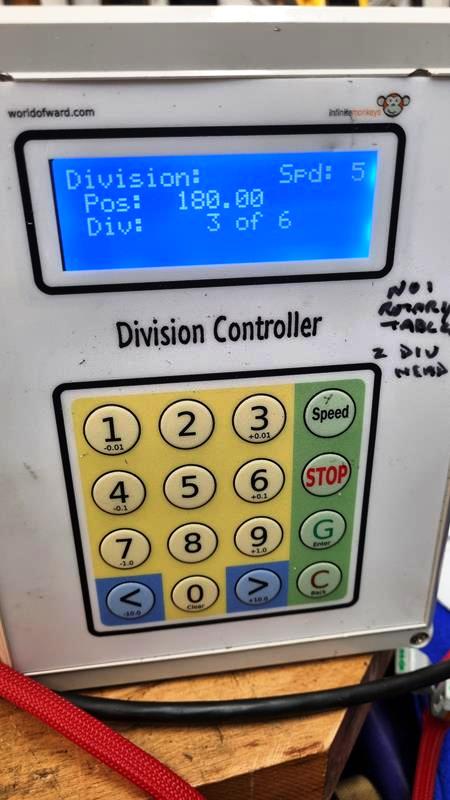 worldofward.com
infinitemonkeys
Division: Spd: 5
Pos: 180.00
Div: 3 of 6
NO1
ROTARY
TABLE
2 DIV
HEAD
Division Controller
1 2 3 Speed
-0.01 +0.01
4 5 6 STOP
-0.1 +0.1
7 8 9 G
-1.0 +1.0 Enter
< 0 > C
-10.0 Clear +10.0 Back